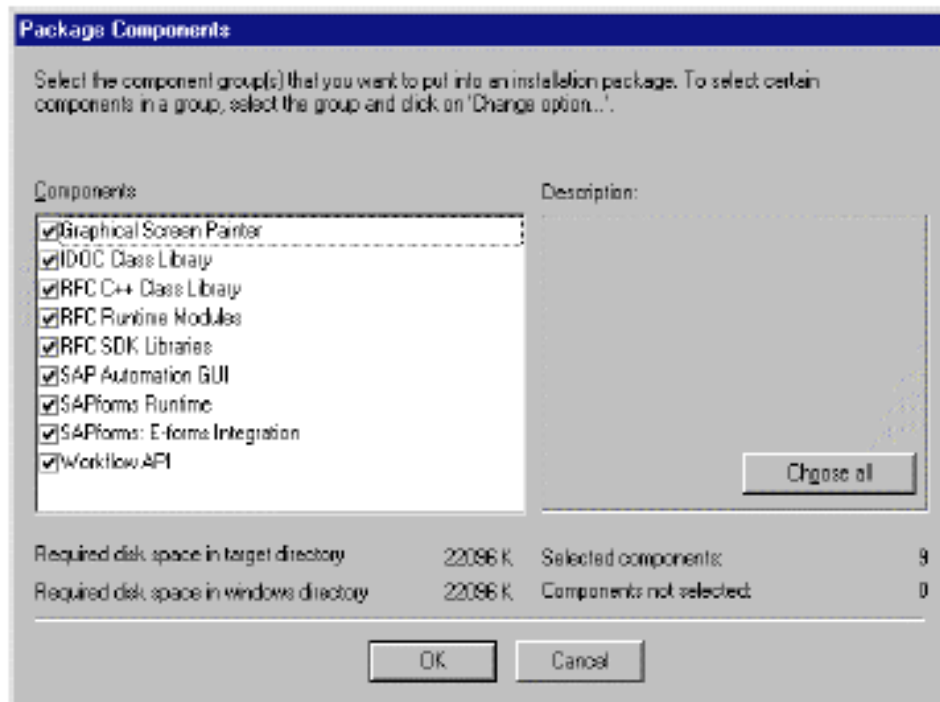 Package Components
Select the component group(s) that you want to put into an installation package. To select certain
components in a group, select the group and click on 'Change option...'.
Components
Description:
Graphical Screen Painter
IDOC Class Library
RFC C++ Class Library
RFC Runtime Modules
RFC SDK Libraries
SAP Automation GUI
SAPforms Runtime
SAPforms: E-forms Integration
Workflow API
Choose all
Required disk space in target directory 22096 K
Selected components: 9
Required disk space in windows directory 22096 K
Components not selected: 0
OK
Cancel